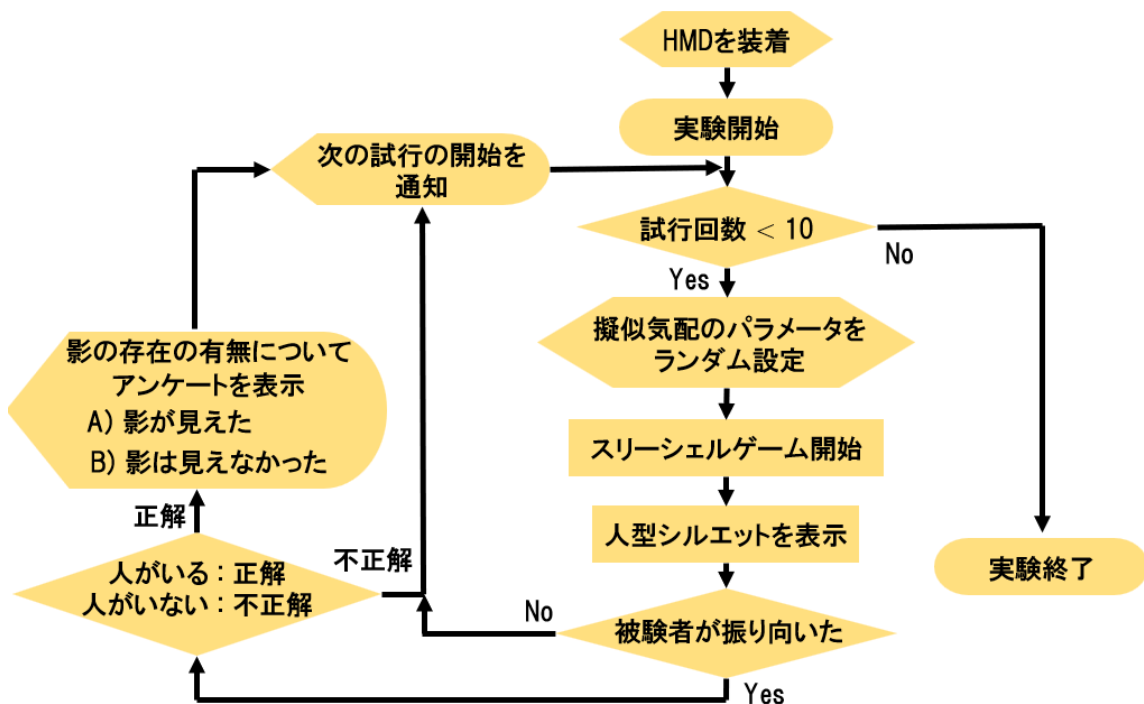 HMDを装着
実験開始
次の試行の開始を
通知
試行回数 < 10
No
Yes
擬似気配のパラメータを
ランダム設定
影の存在の有無について
アンケートを表示
A) 影が見えた
B) 影は見えなかった
スリーシェルゲーム開始
正解
人型シルエットを表示
不正解
人がいる : 正解
人がいない : 不正解
実験終了
No
被験者が振り向いた
Yes